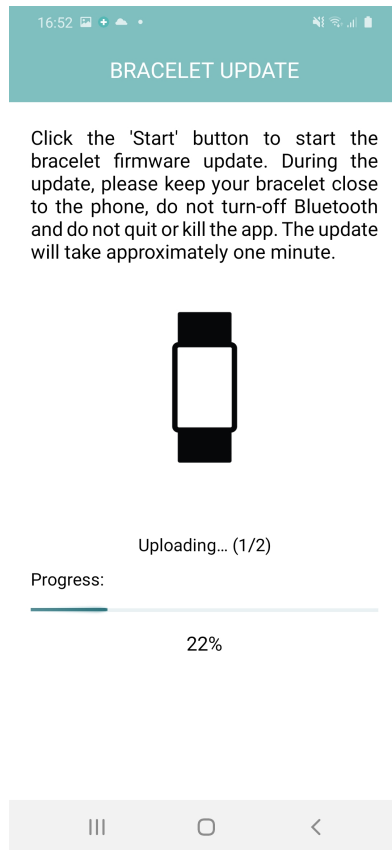 16:52
BRACELET UPDATE
Click the 'Start' button to start the
bracelet firmware update. During the
update, please keep your bracelet close
to the phone, do not turn-off Bluetooth
and do not quit or kill the app. The update
will take approximately one minute.
Uploading... (1/2)
Progress:
22%